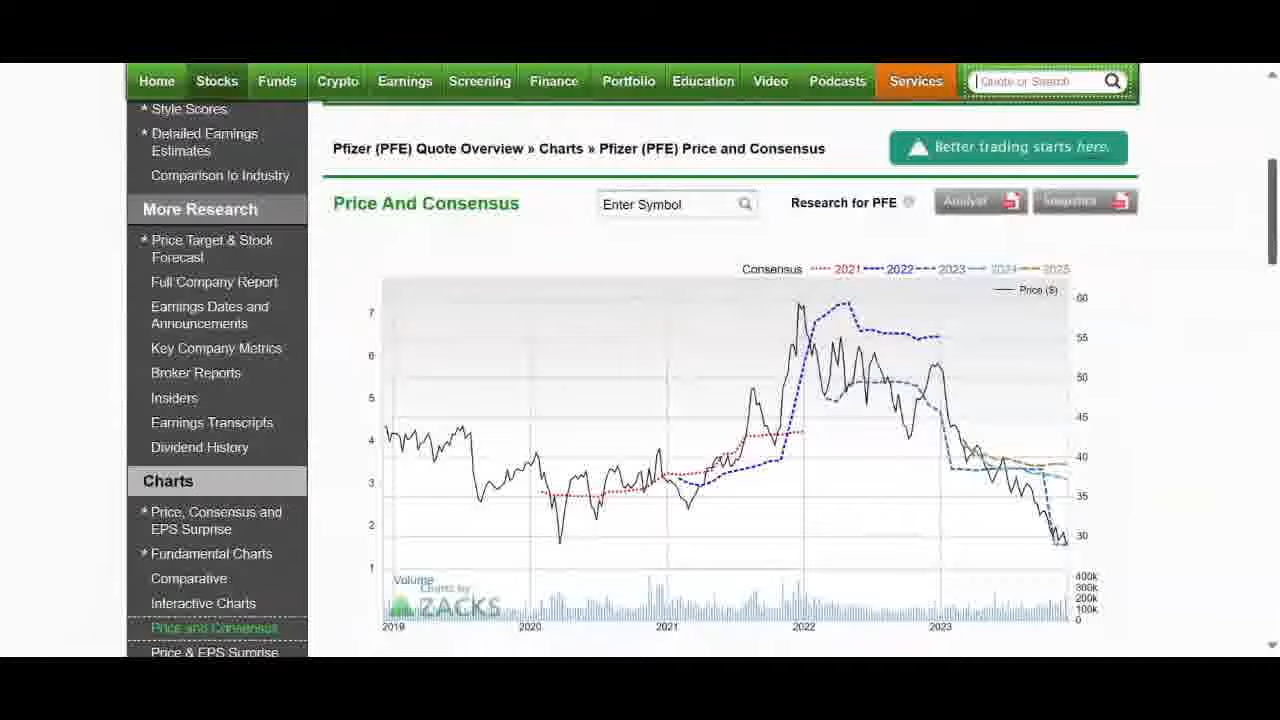 Home Stocks Funds Crypto Earnings Screening Finance Portfolio Education Video Podcasts Services Quote or Search
* Style Scores
* Detailed Earnings
Estimates
Comparison to Industry
More Research
* Price Target & Stock
Forecast
Full Company Report
Earnings Dates and
Announcements
Key Company Metrics
Broker Reports
Insiders
Earnings Transcripts
Dividend History
Charts
* Price, Consensus and
EPS Surprise
* Fundamental Charts
Comparative
Interactive Charts
Price and Consensus
Price & EPS Surprise
Pfizer (PFE) Quote Overview » Charts » Pfizer (PFE) Price and Consensus
Better trading starts here.
Price And Consensus
Enter Symbol
Research for PFE
Analyst
Snapshot
Consensus 2021 2022 2023 2024 2025
Price ($)
7
6
5
4
3
2
1
60
55
50
45
40
35
30
400k
300k
200k
100k
0
Volume
Charts by
ZACKS
2019 2020 2021 2022 2023